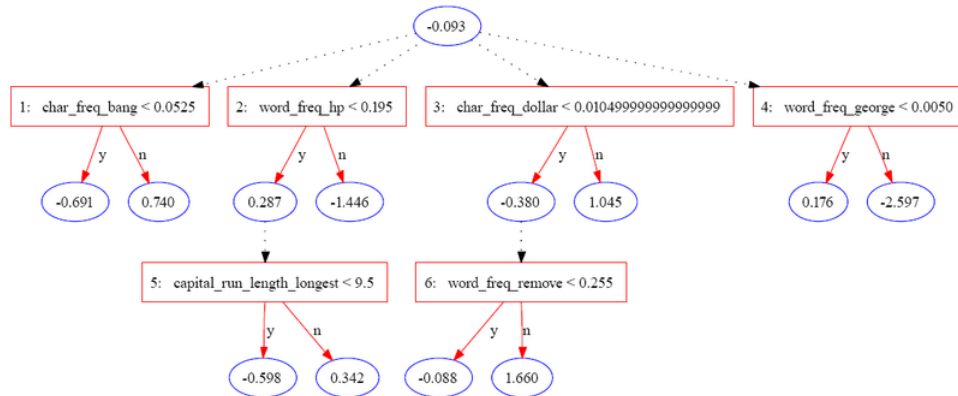 -0.093
1: char_freq_bang < 0.0525
2: word_freq_hp < 0.195
3: char_freq_dollar < 0.010499999999999999
4: word_freq_george < 0.0050
y n y n y n y n
-0.691 0.740 0.287 -1.446 -0.380 1.045 0.176 -2.597
5: capital_run_length_longest < 9.5
6: word_freq_remove < 0.255
y n y n
-0.598 0.342 -0.088 1.660